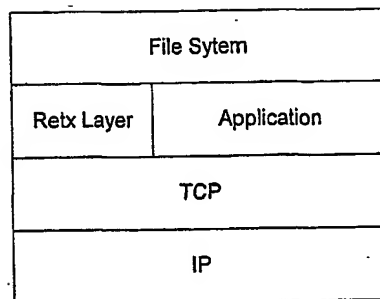 File Sytem
Retx Layer
Application
TCP
IP